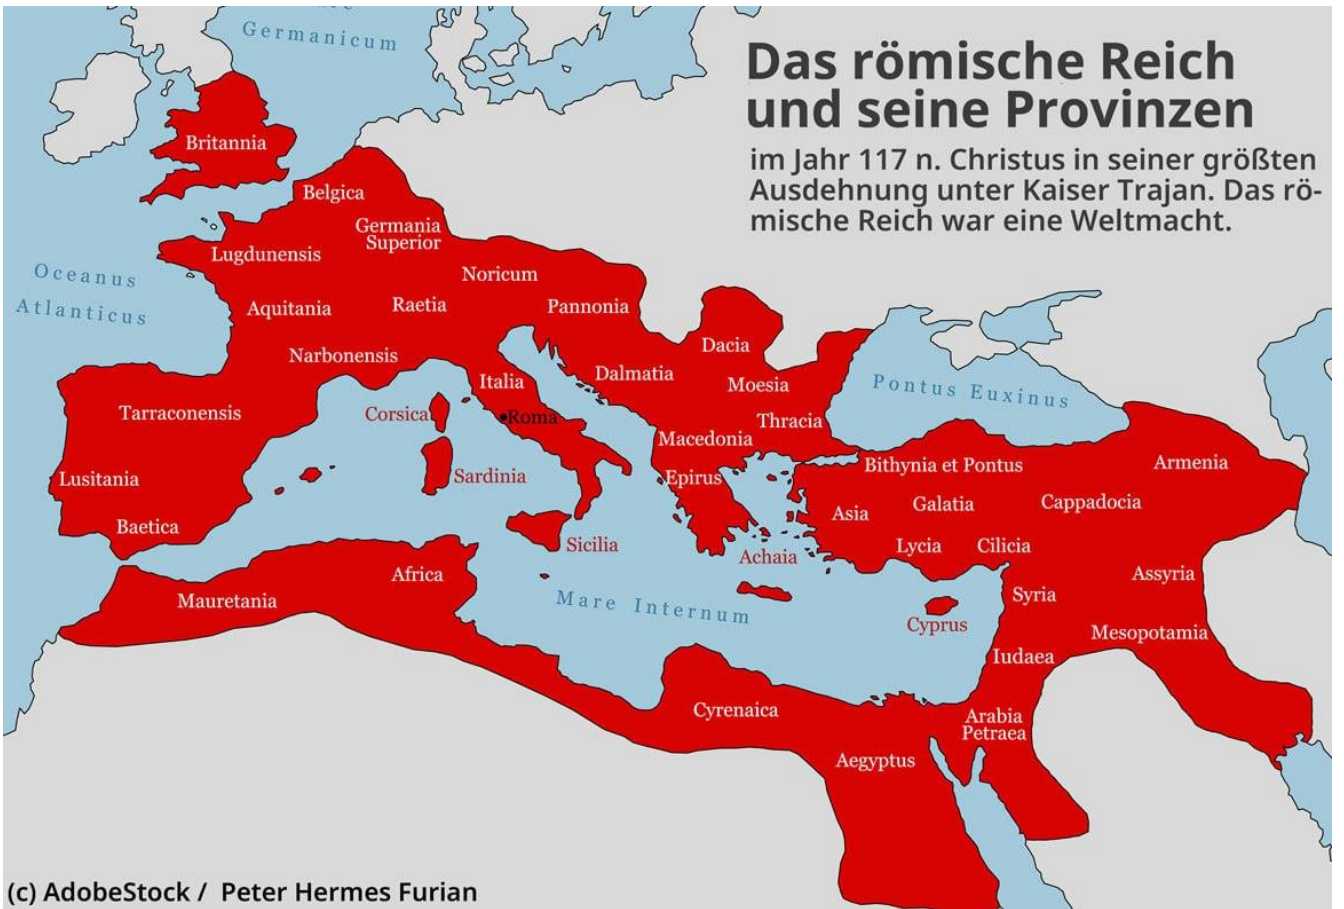 Germanicum
Das römische Reich
und seine Provinzen
im Jahr 117 n. Christus in seiner größten
Ausdehnung unter Kaiser Trajan. Das rö-
mische Reich war eine Weltmacht.
Britannia
Belgica
Germania
Superior
Lugdunensis
Oceanus
Atlanticus
Noricum
Aquitania
Raetia
Pannonia
Dacia
Narbonensis
Italia
Dalmatia
Moesia
Pontus Euxinus
Tarraconensis
Corsica
Roma
Thracia
Macedonia
Lusitania
Sardinia
Epirus
Bithynia et Pontus
Armenia
Baetica
Asia
Galatia
Cappadocia
Sicilia
Achaia
Lycia
Cilicia
Africa
Assyria
Mauretania
Mare Internum
Syria
Cyprus
Mesopotamia
Iudaea
Cyrenaica
Arabia
Petraea
Aegyptus
(c) AdobeStock / Peter Hermes Furian